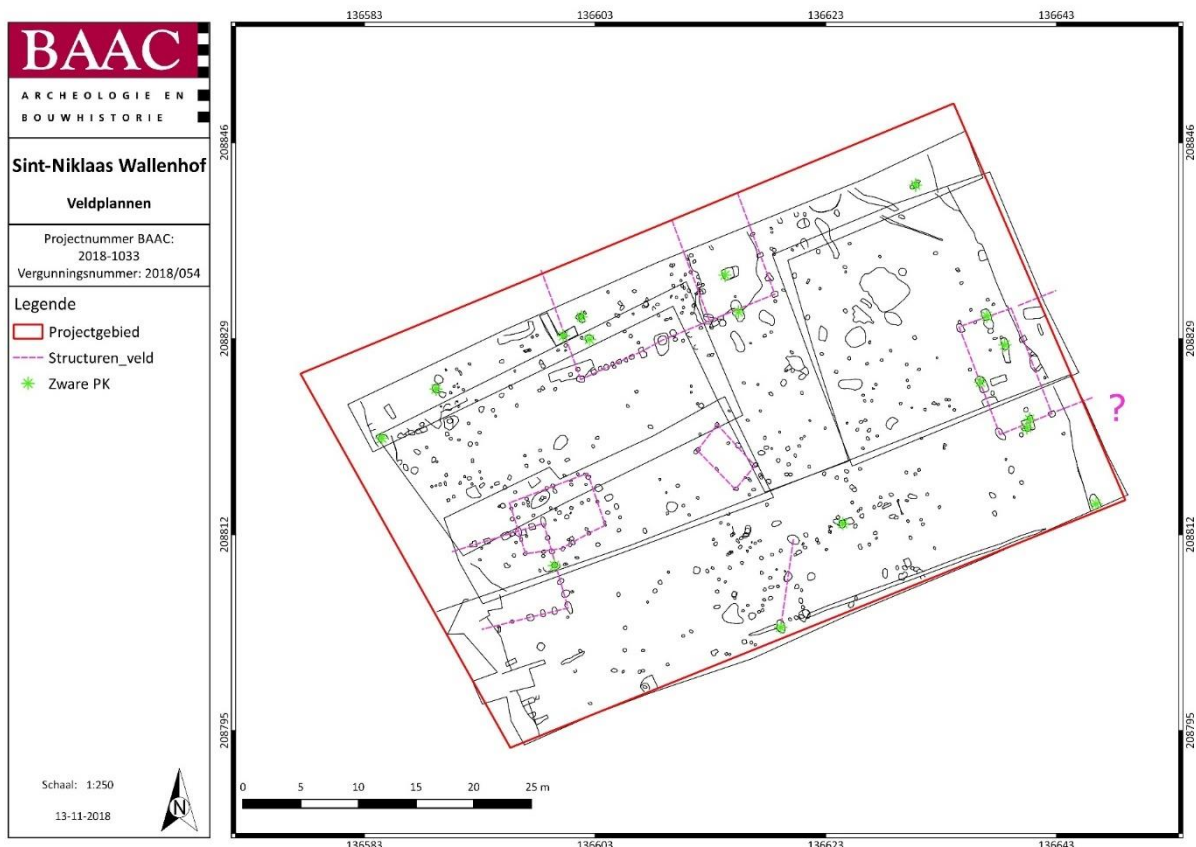 BAAC
ARCHEOLOGIE EN
BOUWHISTORIE
Sint-Niklaas Wallenhof
Veldplannen
Projectnummer BAAC:
2018-1033
Vergunningsnummer: 2018/054
Legende
Projectgebied
Structuren_veld
Zware PK
Schaal: 1:250
13-11-2018
N
136583 136603 136623 136643
208846 208846
208829 208829
?
208812 208812
208795 208795
0 5 10 15 20 25 m
136583 136603 136623 136643